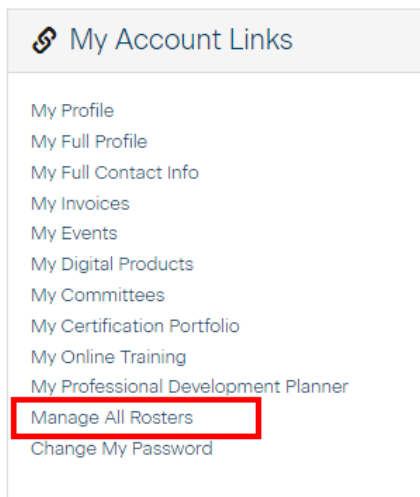 My Account Links
My Profile
My Full Profile
My Full Contact Info
My Invoices
My Events
My Digital Products
My Committees
My Certification Portfolio
My Online Training
My Professional Development Planner
Manage All Rosters
Change My Password